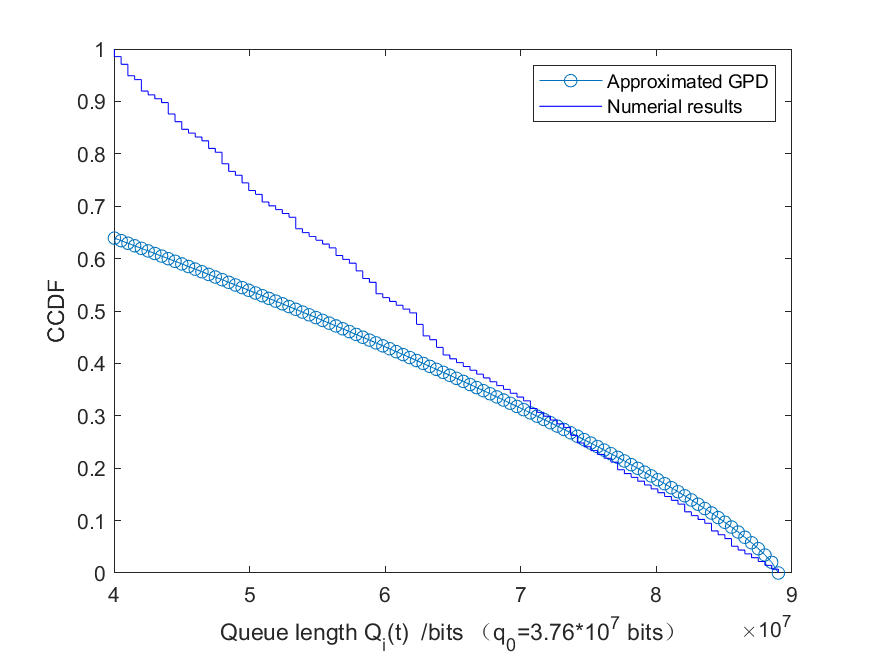 1
0.9
0.8
0.7
0.6
0.5
0.4
0.3
0.2
0.1
0
CCDF
Approximated GPD
Numerial results
4 5 6 7 8 9
×10^7
Queue length Q_i(t) /bits （q_0=3.76*10^7 bits）